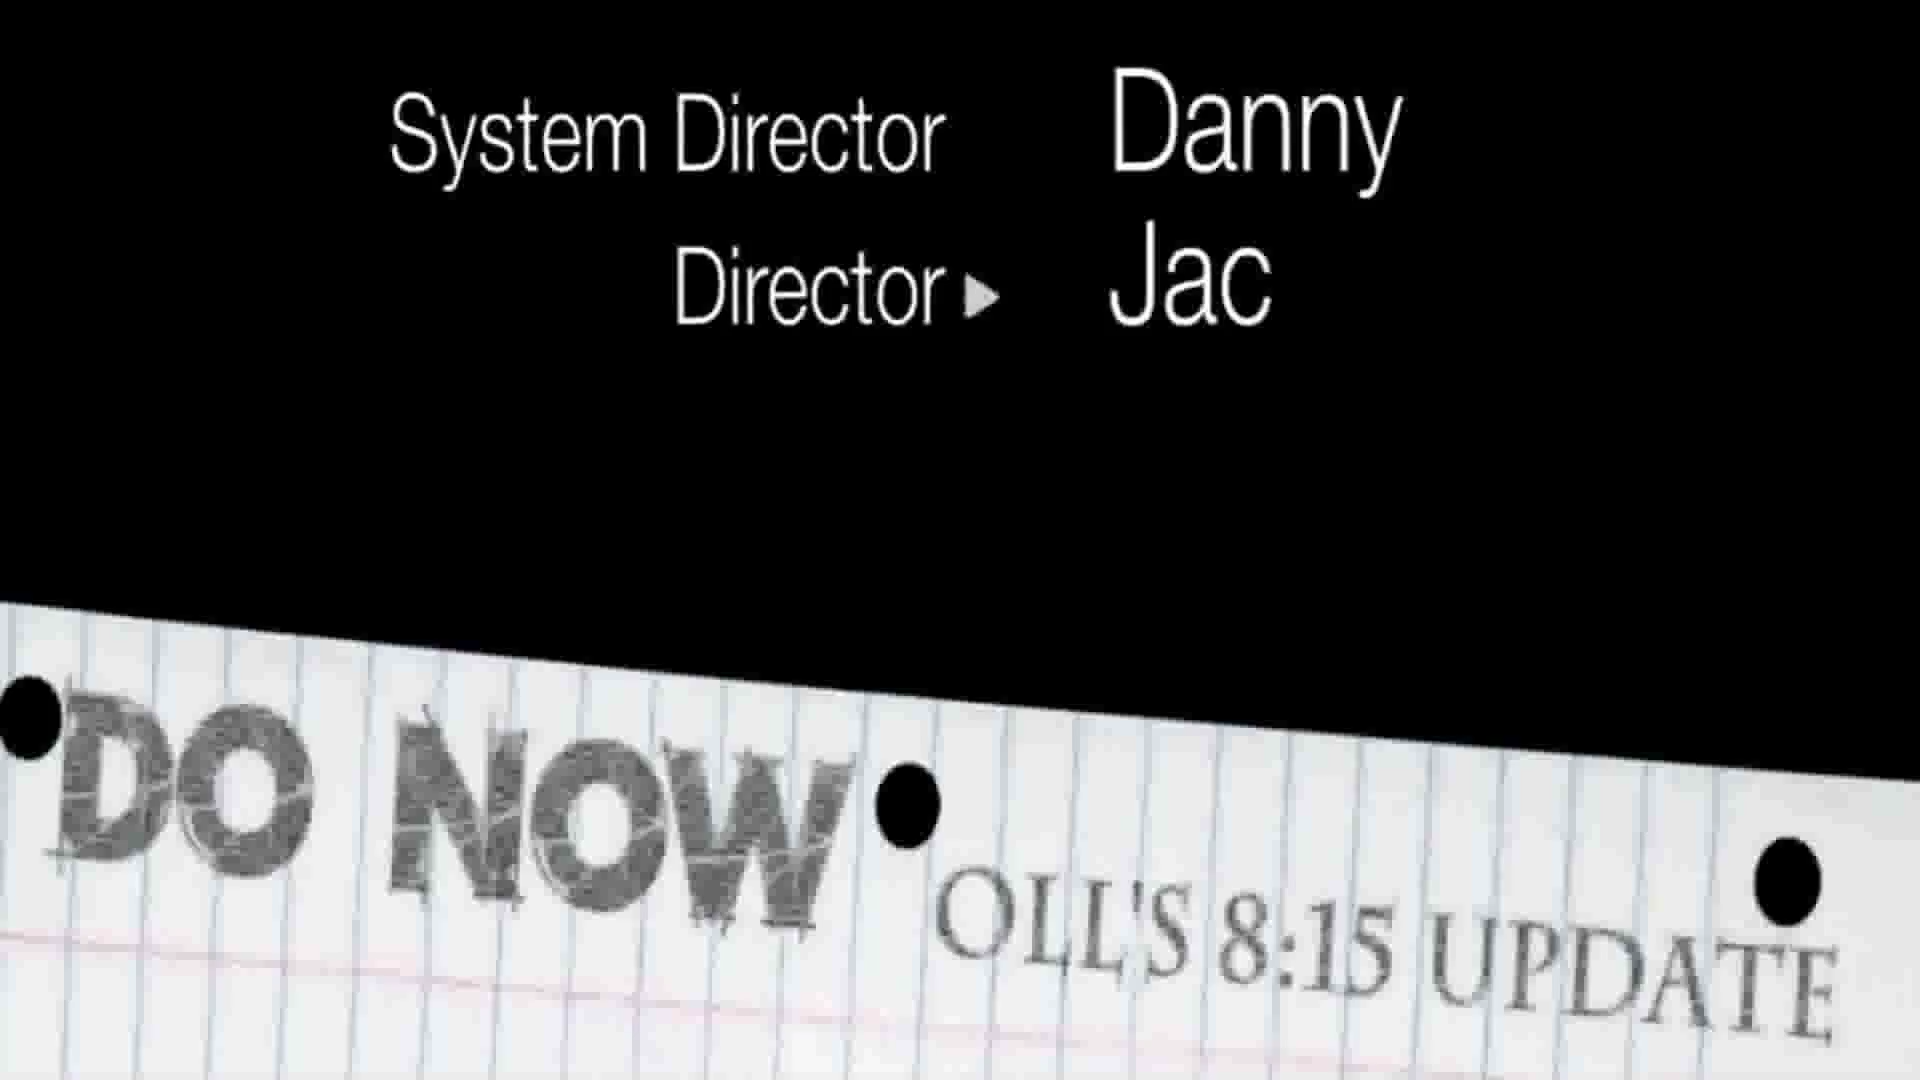 System Director Danny
Director Jac
DO NOW OLL'S 8:15 UPDATE